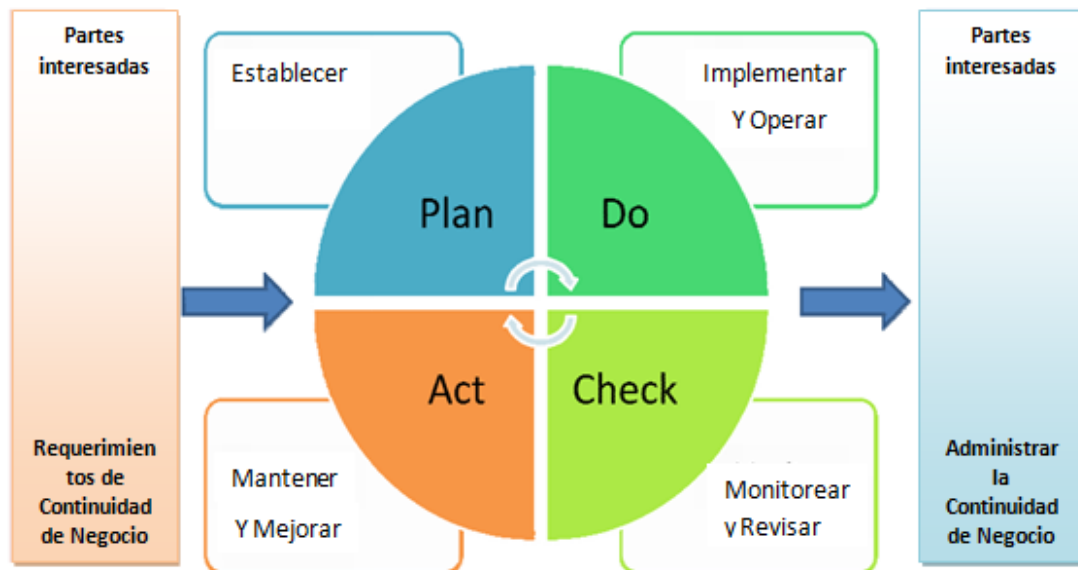 Partes
interesadas
Requerimien
tos de
Continuidad
de Negocio
Establecer
Implementar
Y Operar
Plan
Do
Act
Check
Mantener
Y Mejorar
Monitorear
y Revisar
Partes
interesadas
Administrar
la
Continuidad
de Negocio